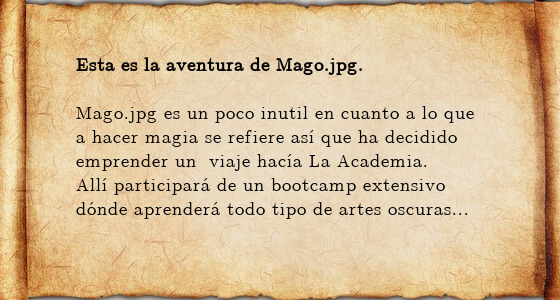 Esta es la aventura de Mago.jpg.
Mago.jpg es un poco inutil en cuanto a lo que
a hacer magia se refiere así que ha decidido
emprender un  viaje hacía La Academia.
Allí participará de un bootcamp extensivo
dónde aprenderá todo tipo de artes oscuras...